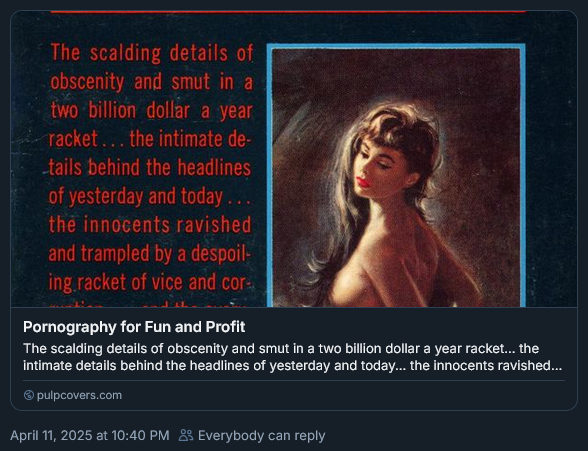 The scalding details of
obscenity and smut in a
two billion dollar a year
racket... the intimate de-
tails behind the headlines
of yesterday and today...
the innocents ravished
and trampled by a despoil-
ing racket of vice and cor-
Pornography for Fun and Profit
The scalding details of obscenity and smut in a two billion dollar a year racket... the
intimate details behind the headlines of yesterday and today... the innocents ravished...
pulpcovers.com
April 11, 2025 at 10:40 PM Everybody can reply